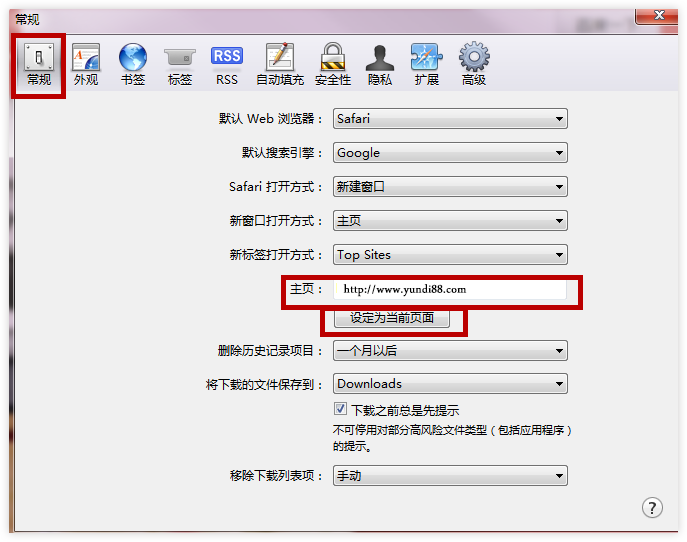 常规
常规 外观 书签 标签 RSS 自动填充 安全性 隐私 扩展 高级
默认 Web 浏览器： Safari
默认搜索引擎： Google
Safari 打开方式： 新建窗口
新窗口打开方式： 主页
新标签打开方式： Top Sites
主页： http://www.yundi88.com
设定为当前页面
删除历史记录项目： 一个月以后
将下载的文件保存到： Downloads
下载之前总是先提示
不可停用对部分高风险文件类型（包括应用程序）
的提示。
移除下载列表项： 手动
?